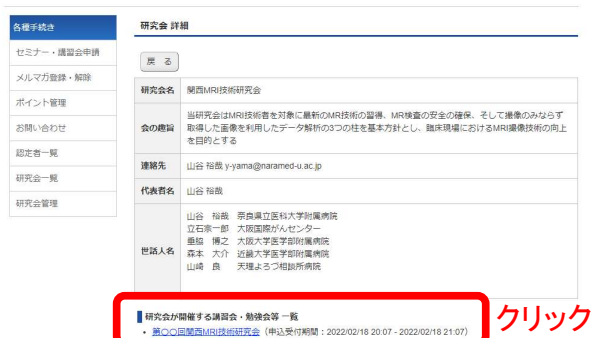 各種手続き
セミナー・講習会申請
メルマガ登録・解除
ポイント管理
お問い合わせ
認定者一覧
研究会一覧
研究会管理
研究会 詳細
戻 る
研究会名 関西MRI技術研究会
会の趣旨 当研究会はMRI技術者を対象に最新のMR技術の習得、MR検査の安全の確保、そして撮像のみならず
取得した画像を利用したデータ解析の3つの柱を基本方針とし、臨床現場におけるMRI撮像技術の向上
を目的とする
連絡先 山谷 裕哉 y-yama@naramed-u.ac.jp
代表者名 山谷 裕哉
世話人名
山谷 裕哉 奈良県立医科大学附属病院
立石宗一郎 大阪国際がんセンター
垂脇 博之 大阪大学医学部附属病院
森本 大介 近畿大学医学部附属病院
山崎 良 天理よろづ相談所病院
研究会が開催する講習会・勉強会等 一覧
・ 第〇〇回関西MRI技術研究会 (申込受付期間:2022/02/18 20:07 - 2022/02/18 21:07)
クリック